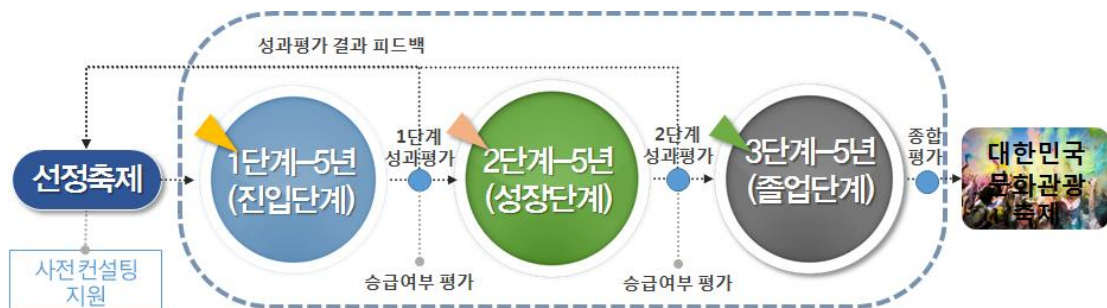 성과평가 결과 피드백
선정축제
사전 컨설팅
지원
1단계–5년
(진입단계)
1단계
성과평가
승급여부 평가
2단계–5년
(성장단계)
2단계
성과평가
승급여부 평가
3단계–5년
(졸업단계)
종합
평가
대한민국
문화관광
축제